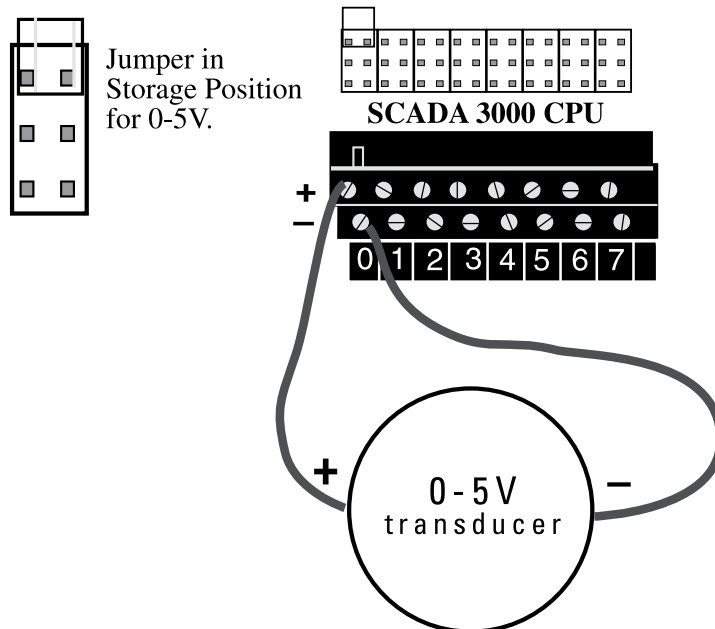 Jumper in
Storage Position
for 0-5V.
SCADA 3000 CPU
+
–
0 1 2 3 4 5 6 7
+
–
0-5V
transducer